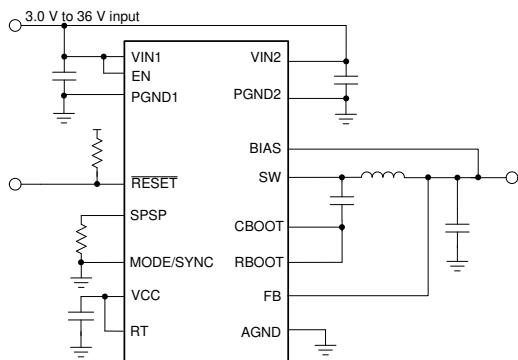 3.0 V to 36 V input
VIN1
EN
PGND1
RESET
SPSP
MODE/SYNC
VCC
RT
VIN2
PGND2
BIAS
SW
CBOOT
RBOOT
FB
AGND